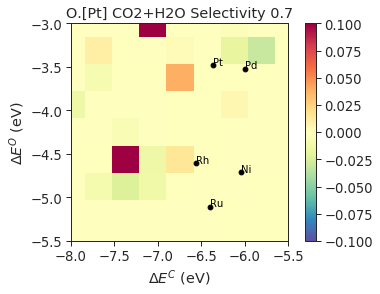 O.[Pt] CO2+H2O Selectivity 0.7
−3.0
−3.5
−4.0
−4.5
−5.0
−5.5
ΔE^O (eV)
Pt
Pd
Rh
Ni
Ru
−8.0 −7.5 −7.0 −6.5 −6.0 −5.5
ΔE^C (eV)
0.100
0.075
0.050
0.025
0.000
−0.025
−0.050
−0.075
−0.100